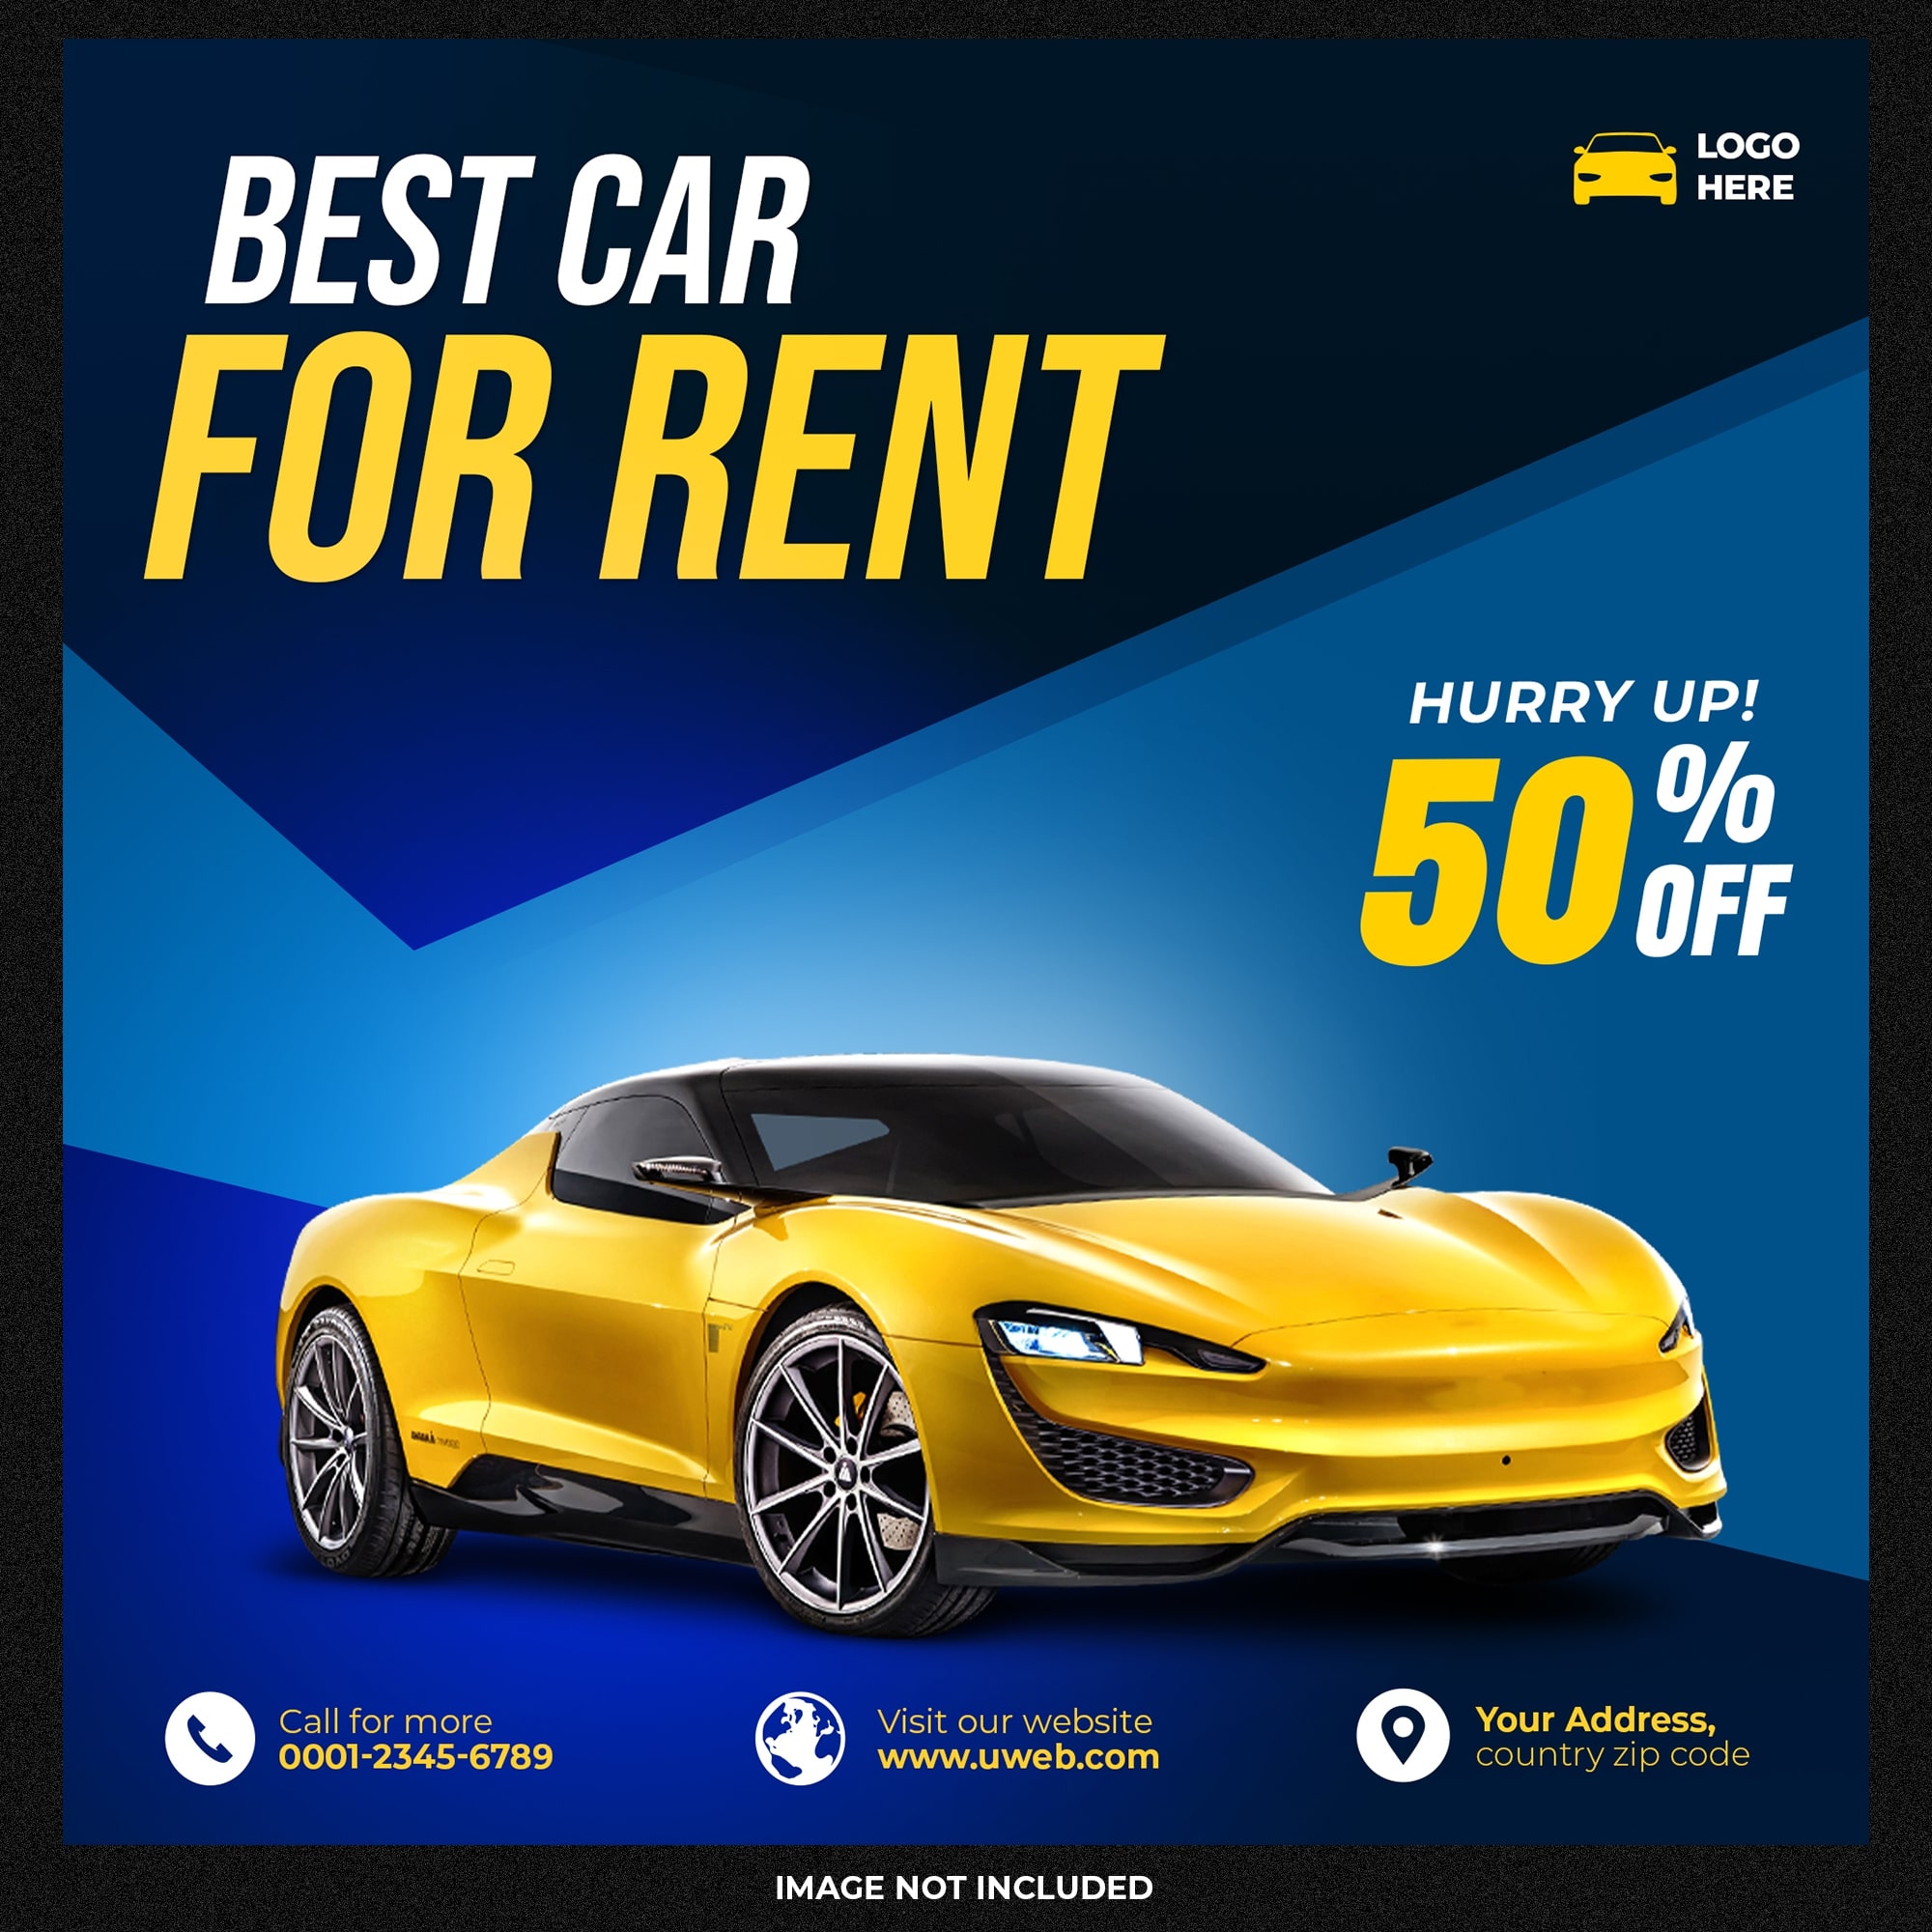 LOGO
HERE
BEST CAR
FOR RENT
HURRY UP!
50%
OFF
Call for more
0001-2345-6789
Visit our website
www.uweb.com
Your Address,
country zip code
IMAGE NOT INCLUDED